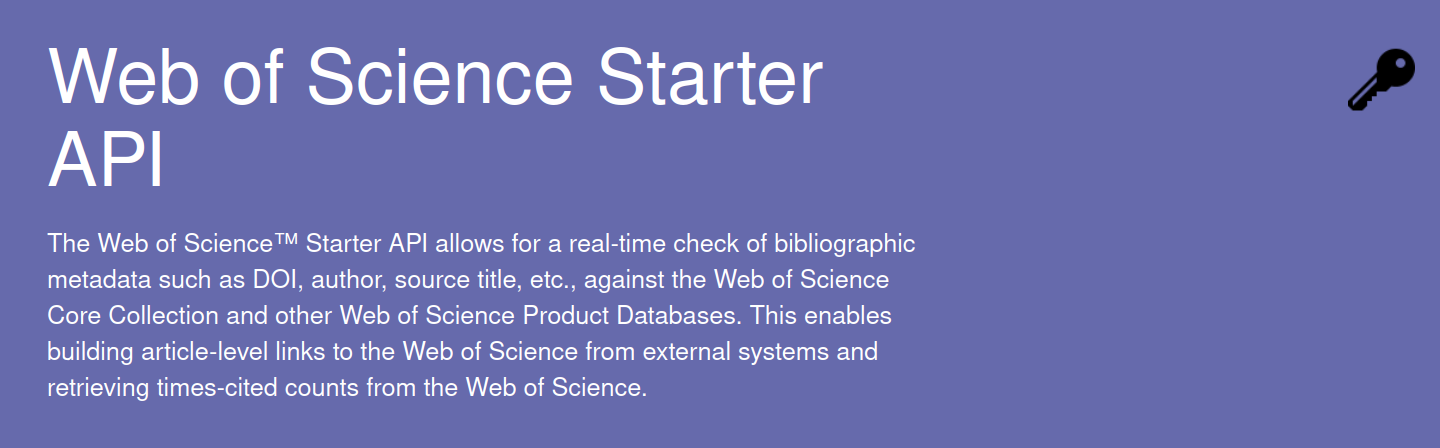 Web of Science Starter
API
The Web of Science™ Starter API allows for a real-time check of bibliographic
metadata such as DOI, author, source title, etc., against the Web of Science
Core Collection and other Web of Science Product Databases. This enables
building article-level links to the Web of Science from external systems and
retrieving times-cited counts from the Web of Science.